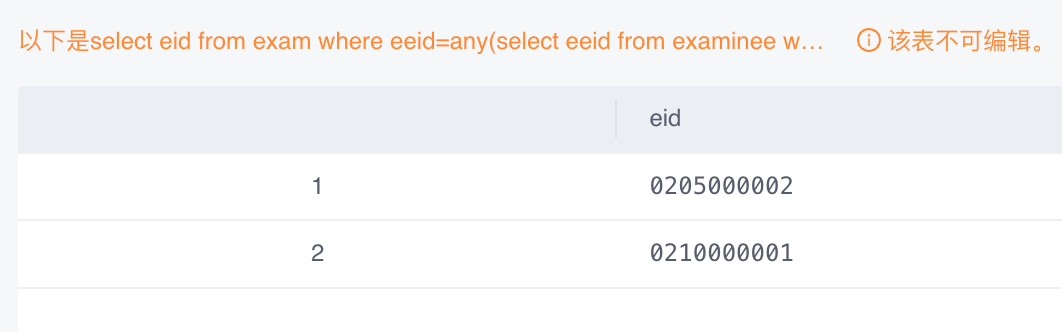 以下是select eid from exam where eeid=any(select eeid from examinee w… 该表不可编辑。
eid
1 0205000002
2 0210000001